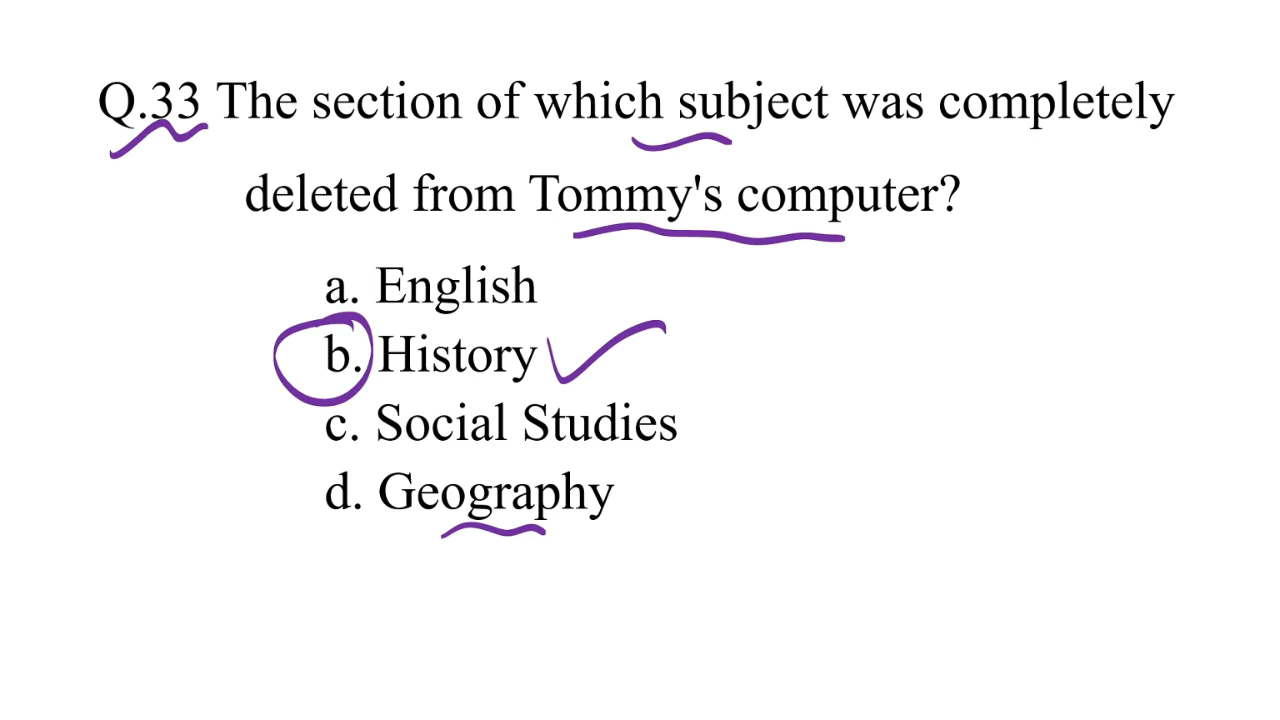 Q.33 The section of which subject was completely
deleted from Tommy's computer?
a. English
b. History
c. Social Studies
d. Geography